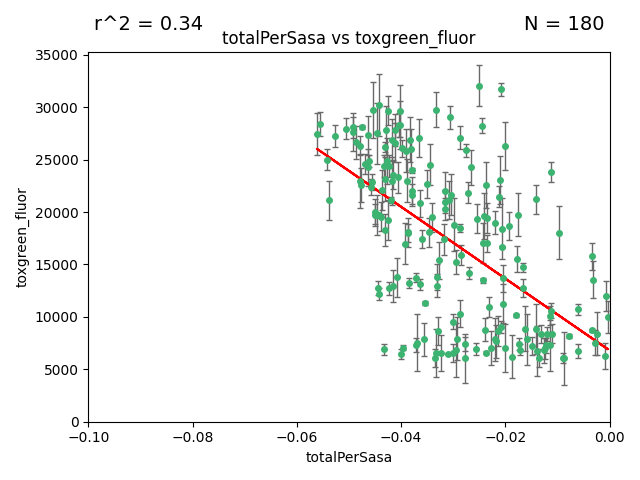 r^2 = 0.34
N = 180
totalPerSasa vs toxgreen_fluor
35000
30000
25000
20000
15000
10000
5000
0
toxgreen_fluor
−0.10
−0.08
−0.06
−0.04
−0.02
0.00
totalPerSasa